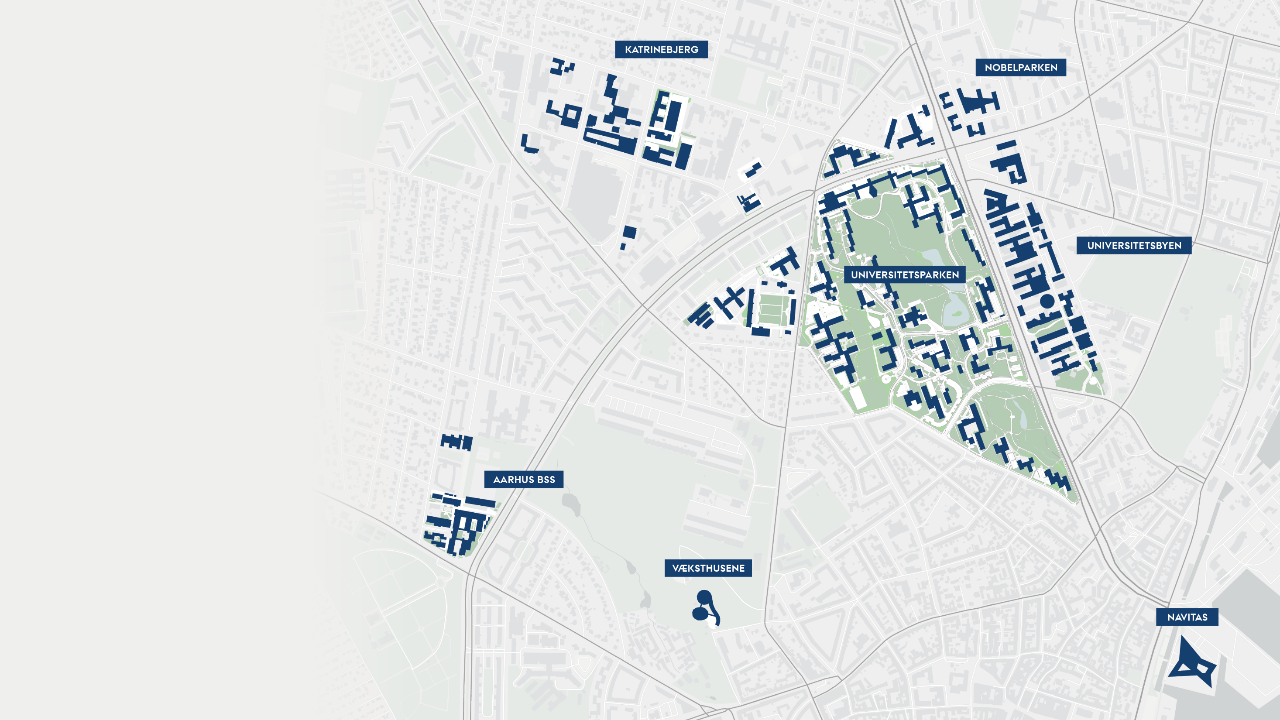 KATRINEBJERG
NOBELPARKEN
UNIVERSITETSBYEN
UNIVERSITETSPARKEN
AARHUS BSS
VÆKSTHUSENE
NAVITAS